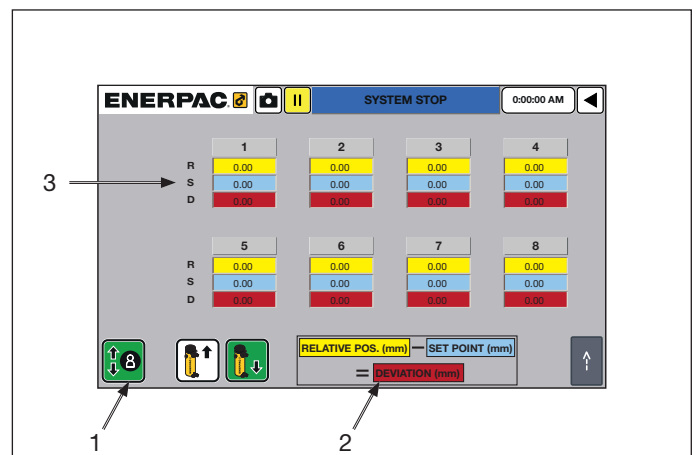 ENERPAC SYSTEM STOP 0:00:00 AM
1 2 3 4
R 0.00 0.00 0.00 0.00
3 S 0.00 0.00 0.00 0.00
D 0.00 0.00 0.00 0.00
5 6 7 8
R 0.00 0.00 0.00 0.00
S 0.00 0.00 0.00 0.00
D 0.00 0.00 0.00 0.00
8 RELATIVE POS. (mm) — SET POINT (mm)
= DEVIATION (mm)
1 2